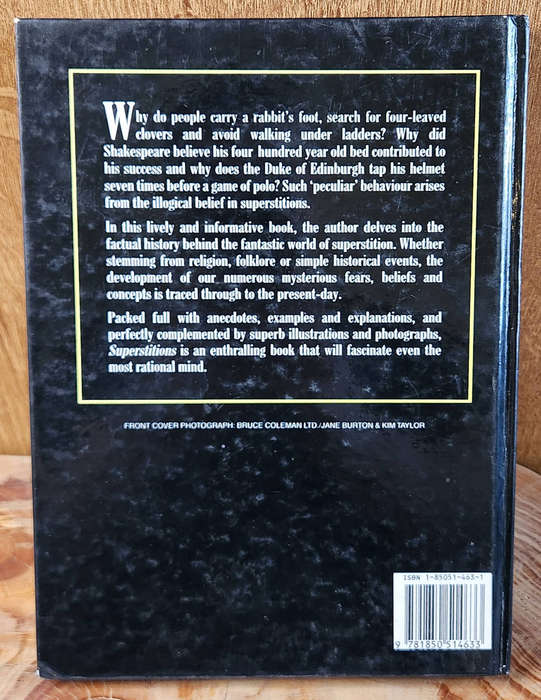 Why do people carry a rabbit's foot, search for four-leaved
clovers and avoid walking under ladders? Why did
Shakespeare believe his four hundred year old bed contributed to
his success and why does the Duke of Edinburgh tap his helmet
seven times before a game of polo? Such 'peculiar' behaviour arises
from the illogical belief in superstitions.
In this lively and informative book, the author delves into the
factual history behind the fantastic world of superstition. Whether
stemming from religion, folklore or simple historical events, the
development of our numerous mysterious fears, beliefs and
concepts is traced through to the present-day.
Packed full with anecdotes, examples and explanations, and
perfectly complemented by superb illustrations and photographs,
Superstitions is an enthralling book that will fascinate even the
most rational mind.
FRONT COVER PHOTOGRAPH: BRUCE COLEMAN LTD./JANE BURTON & KIM TAYLOR
ISBN 1-85051-463-1
9 781850 514633